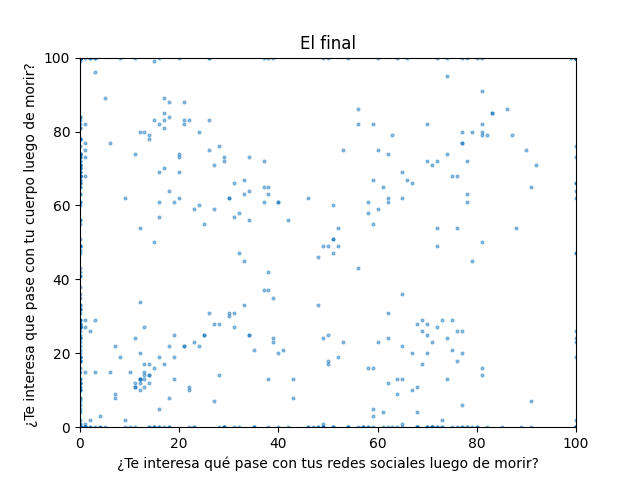 El final
¿Te interesa que pase con tu cuerpo luego de morir?
100
80
60
40
20
0
0 20 40 60 80 100
¿Te interesa qué pase con tus redes sociales luego de morir?